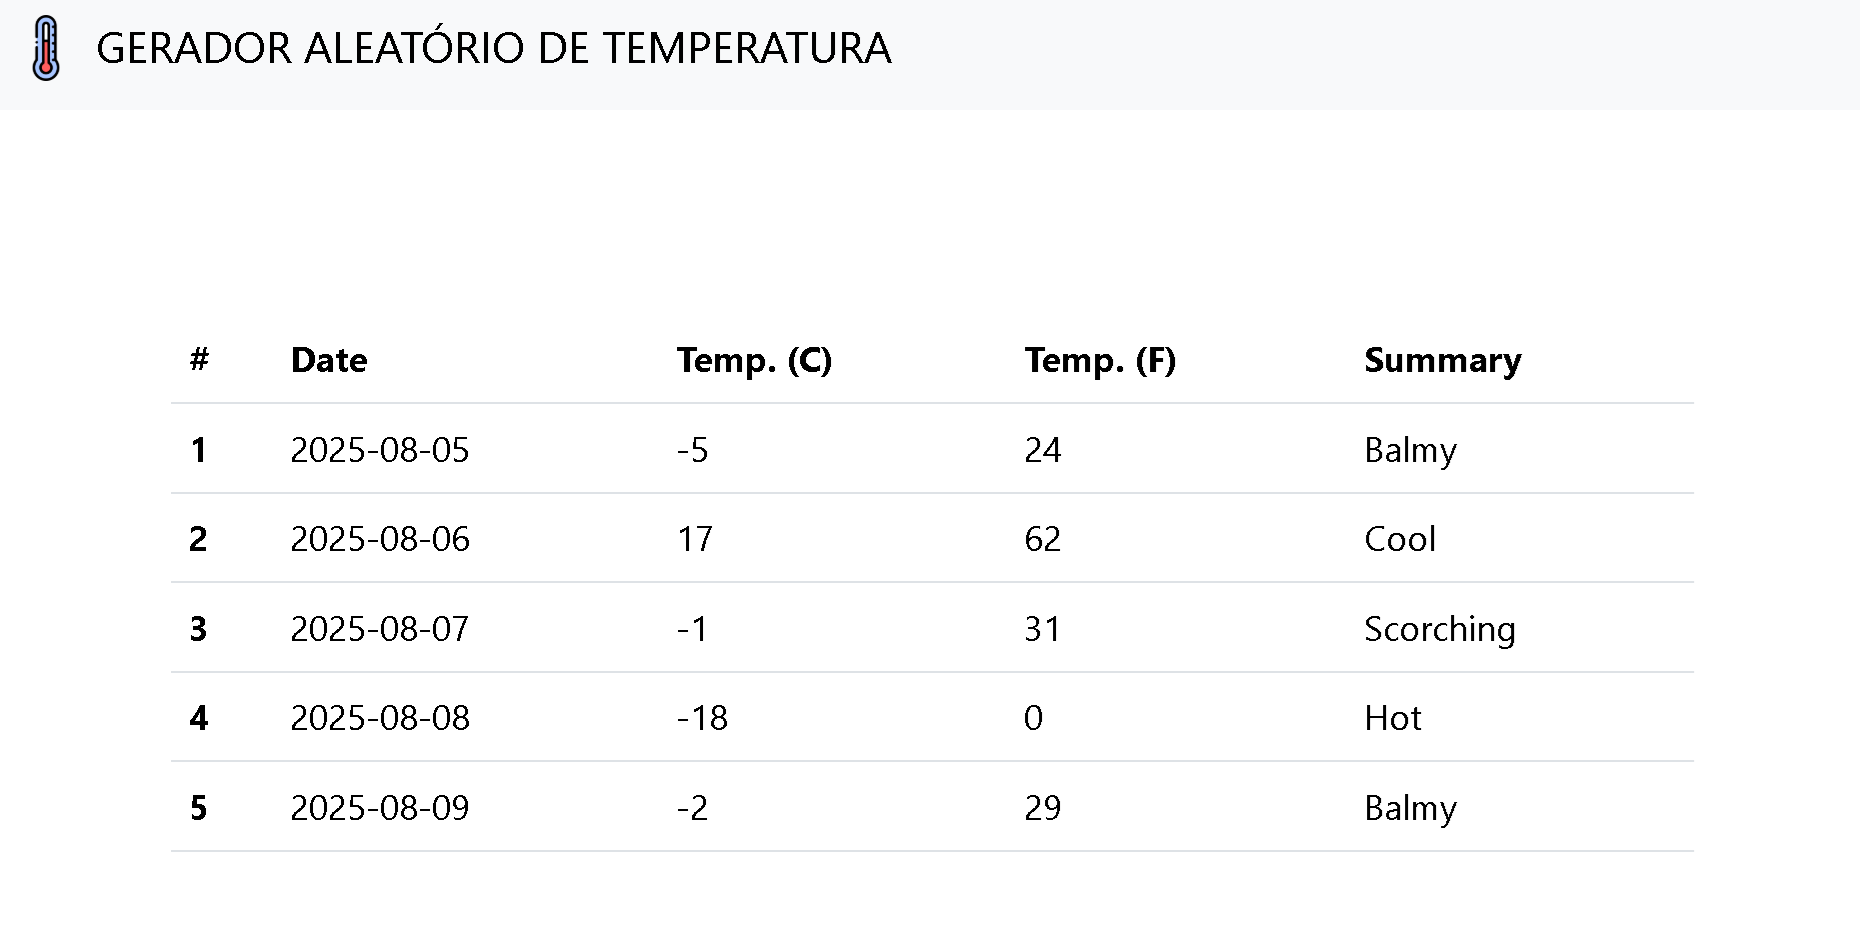 GERADOR ALEATÓRIO DE TEMPERATURA
# Date Temp. (C) Temp. (F) Summary
1 2025-08-05 -5 24 Balmy
2 2025-08-06 17 62 Cool
3 2025-08-07 -1 31 Scorching
4 2025-08-08 -18 0 Hot
5 2025-08-09 -2 29 Balmy